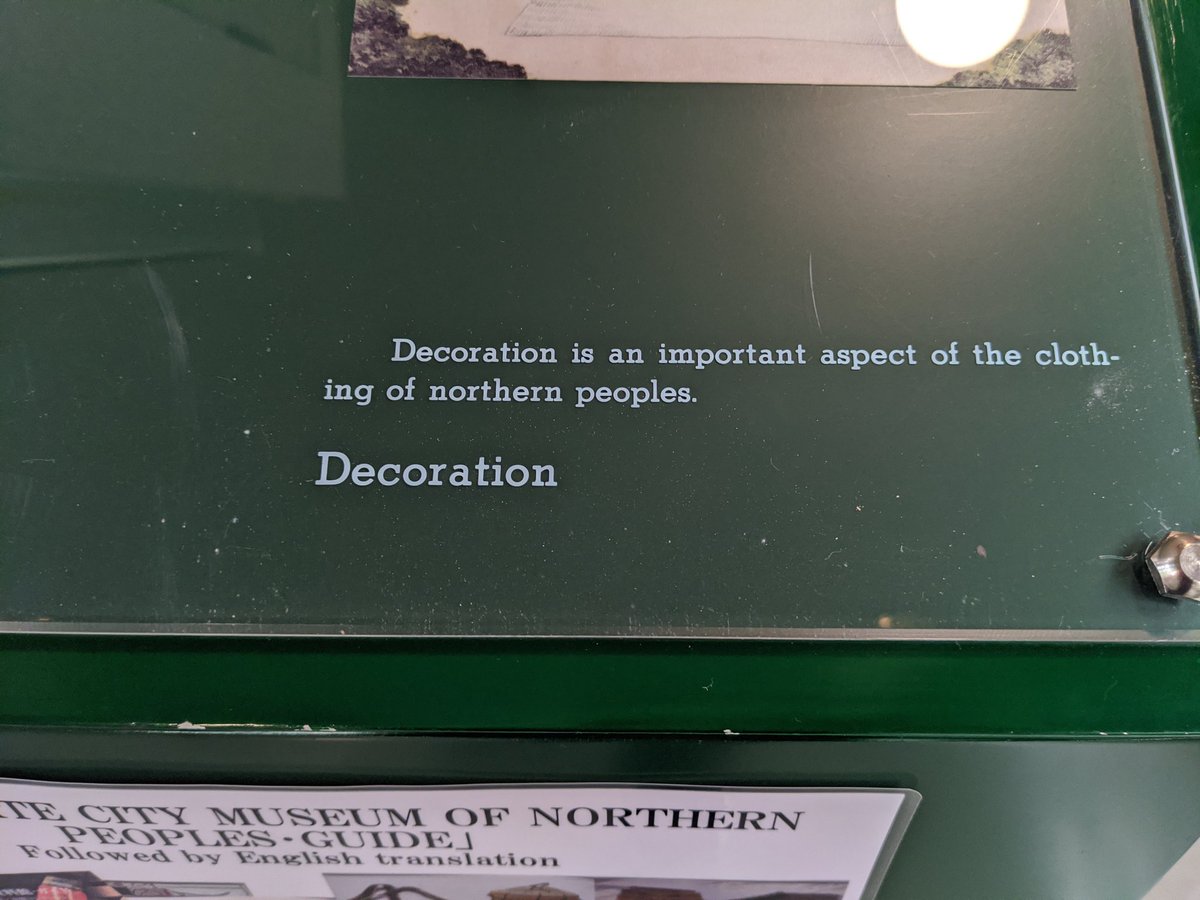 Decoration is an important aspect of the cloth-
ing of northern peoples.
Decoration
TE CITY MUSEUM OF NORTHERN
PEOPLES・GUIDE」
Followed by English translation